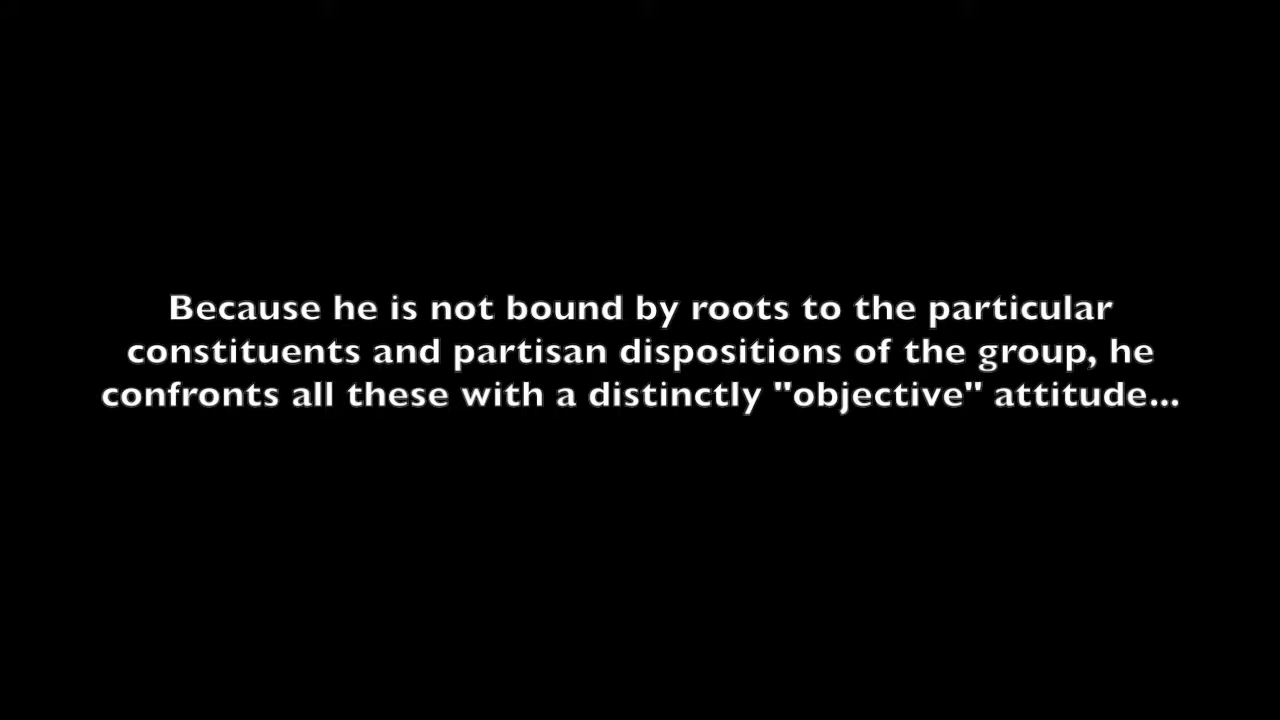 Because he is not bound by roots to the particular
constituents and partisan dispositions of the group, he
confronts all these with a distinctly "objective" attitude...